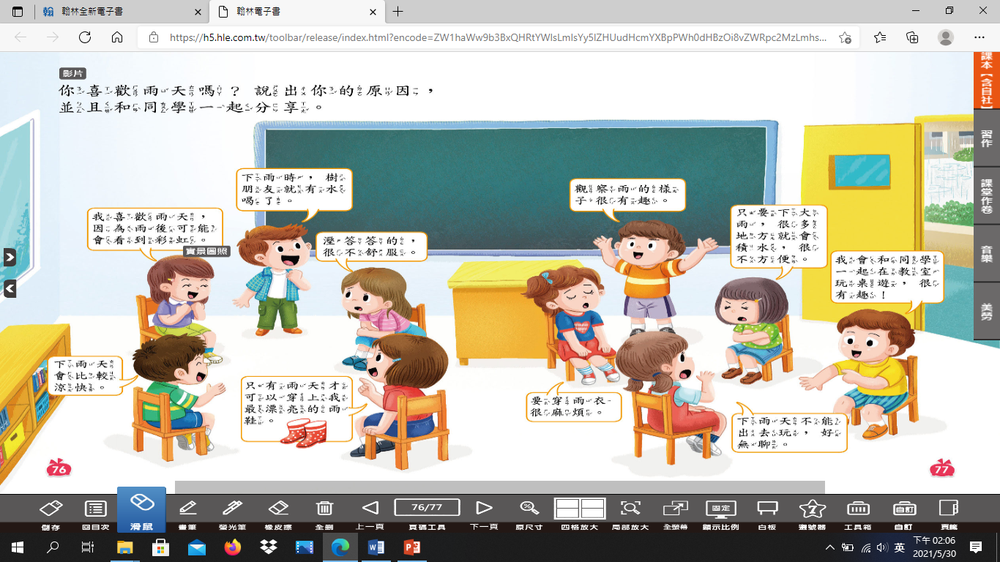 翰林全新電子書
翰林電子書
https://h5.hle.com.tw/toolbar/release/index.html?encode=ZW1haWw9b3BxQHRtYWlsLmlsYy5lZHUudHcmYXBpPWh0dHBzOi8vZWRpc2MzLmhs...
影片
你喜歡雨天嗎？說出你的原因，
並且和同學一起分享。
下雨時，樹
朋友就有水
喝了。
我喜歡雨天，
因為雨後可能
會看到彩虹。
實景圖照
溼答答的，
很不舒服。
觀察雨的樣
子很有趣。
只要下大
雨，很多
地方就會
積水，很
不方便。
我會和同學
一起在教室
玩桌遊，很
有趣！
下雨天
會比較
涼快。
只有雨天才
可以穿上我
最漂亮的雨
鞋。
要穿雨衣
很麻煩。
下雨天不能
出去玩，好
無聊。
76
77
課本【含自社】
習作
課堂作卷
音樂
美勞
儲存
回目次
滑鼠
畫筆
螢光筆
橡皮擦
全刪
上一頁
76/77
頁碼工具
下一頁
原尺寸
四格放大
局部放大
全螢幕
固定
顯示比例
白板
7
選號器
工具箱
自訂
自訂
頁籤
英
下午 02:06
2021/5/30